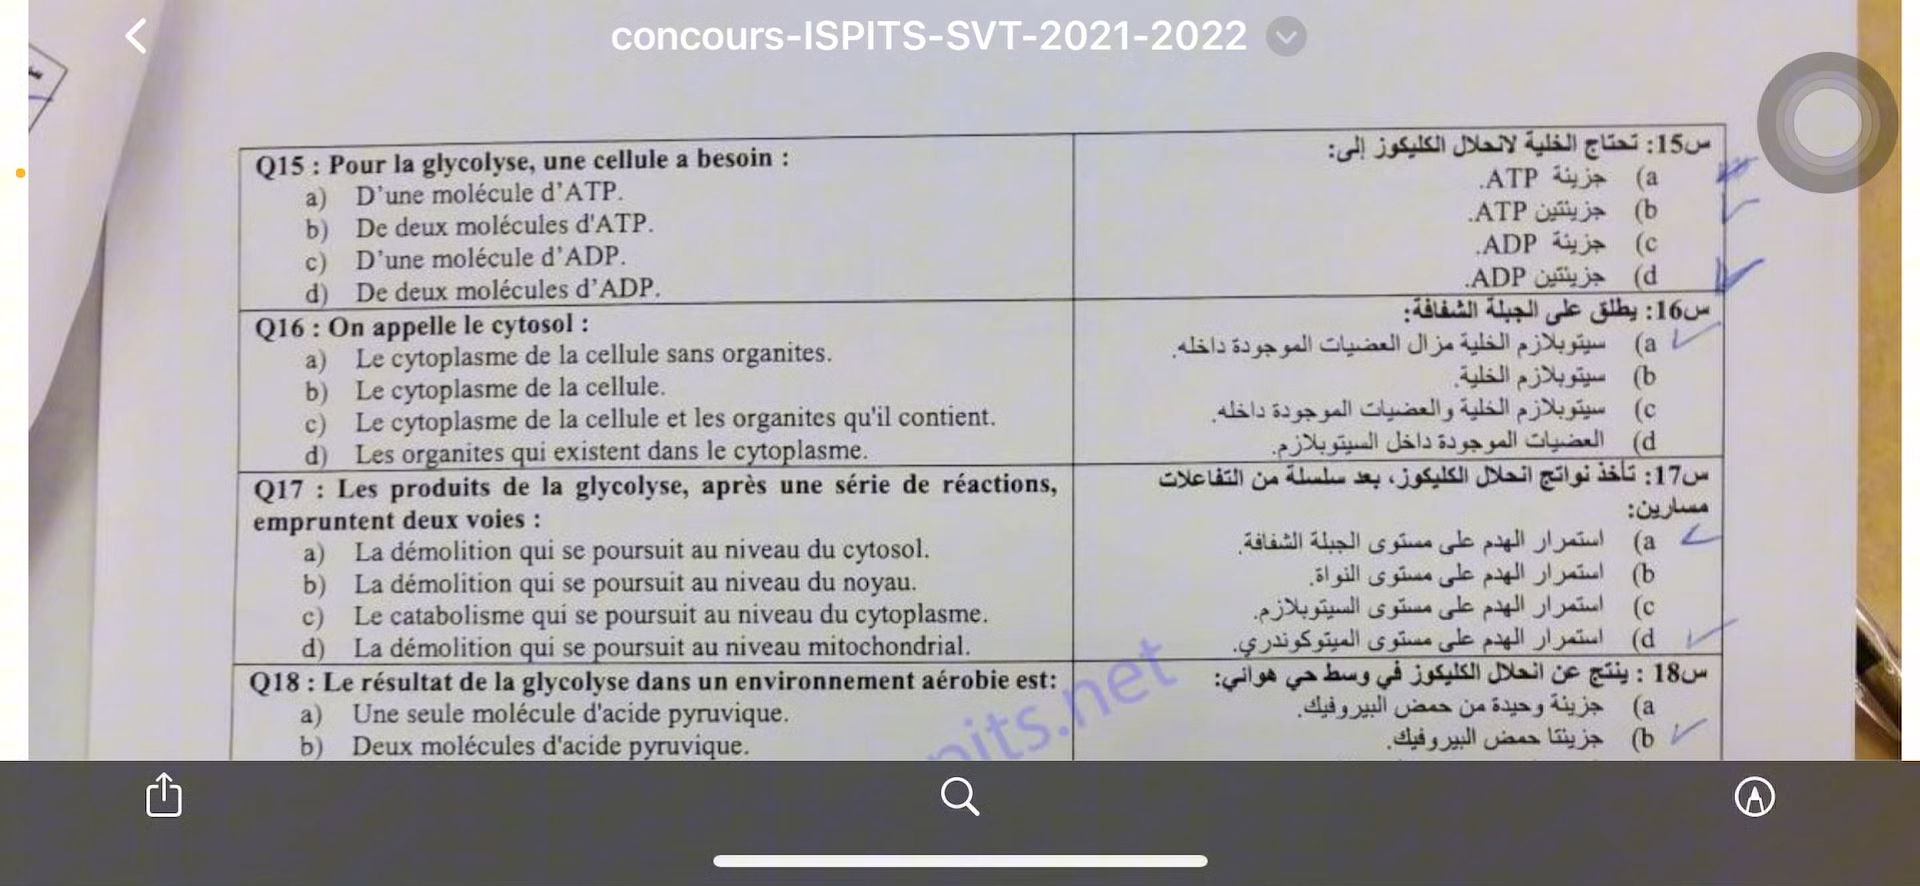 concours-ISPITS-SVT-2021-2022
Q15 : Pour la glycolyse, une cellule a besoin :
a) D'une molécule d'ATP.
b) De deux molécules d'ATP.
c) D'une molécule d'ADP.
d) De deux molécules d'ADP.
س15: تحتاج الخلية لانحلال الكليكوز إلى:
a) جزيئة ATP.
b) جزيئتين ATP.
c) جزيئة ADP.
d) جزيئتين ADP.
Q16 : On appelle le cytosol :
a) Le cytoplasme de la cellule sans organites.
b) Le cytoplasme de la cellule.
c) Le cytoplasme de la cellule et les organites qu'il contient.
d) Les organites qui existent dans le cytoplasme.
س16: يطلق على الجبلة الشفافة:
a) سيتوبلازم الخلية مزال العضيات الموجودة داخله.
b) سيتوبلازم الخلية.
c) سيتوبلازم الخلية والعضيات الموجودة داخله.
d) العضيات الموجودة داخل السيتوبلازم.
Q17 : Les produits de la glycolyse, après une série de réactions,
empruntent deux voies :
a) La démolition qui se poursuit au niveau du cytosol.
b) La démolition qui se poursuit au niveau du noyau.
c) Le catabolisme qui se poursuit au niveau du cytoplasme.
d) La démolition qui se poursuit au niveau mitochondrial.
س17: تأخذ نواتج انحلال الكليكوز، بعد سلسلة من التفاعلات
مسارين:
a) استمرار الهدم على مستوى الجبلة الشفافة.
b) استمرار الهدم على مستوى النواة.
c) استمرار الهدم على مستوى السيتوبلازم.
d) استمرار الهدم على مستوى الميتوكوندري.
Q18 : Le résultat de la glycolyse dans un environnement aérobie est:
a) Une seule molécule d'acide pyruvique.
b) Deux molécules d'acide pyruvique.
س18 : ينتج عن انحلال الكليكوز في وسط حي هوائي:
a) جزيئة وحيدة من حمض البيروفيك.
b) جزيئتا حمض البيروفيك.
pits.net